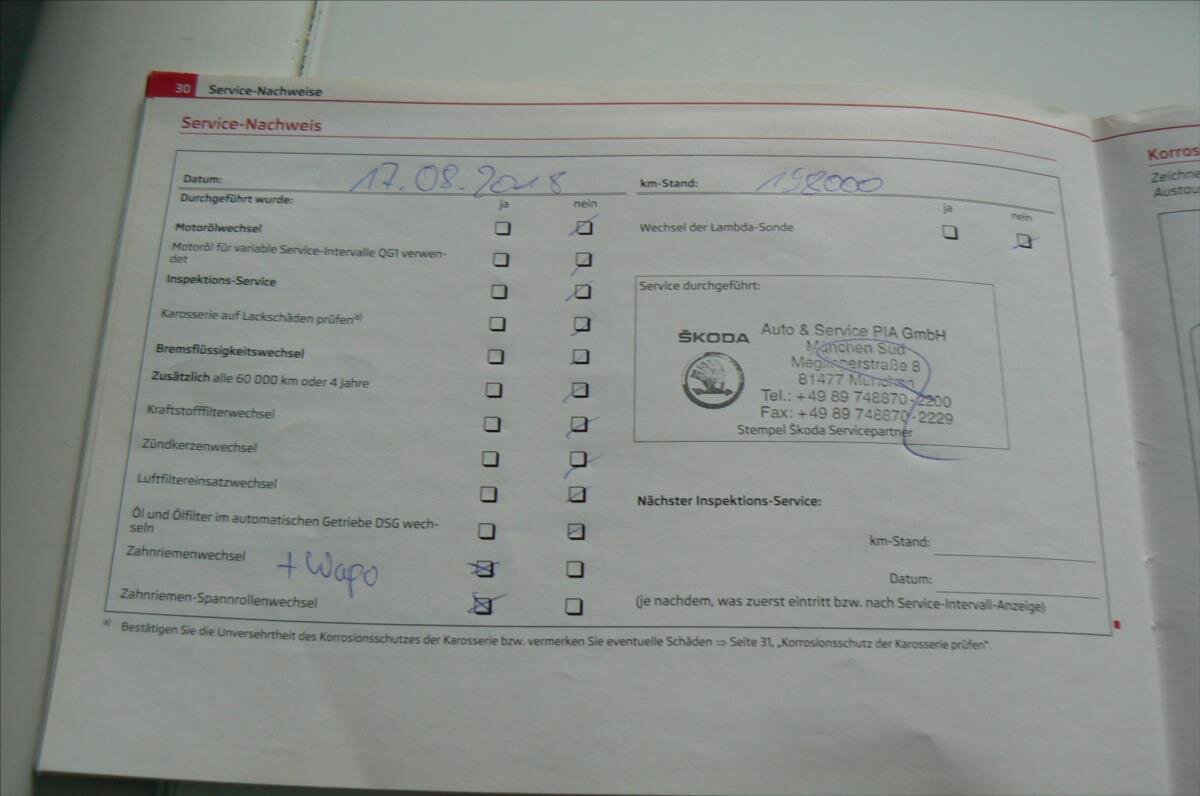 30 Service-Nachweise
Service-Nachweis
Datum: 17.08.2018
km-Stand: 198000
Durchgeführt wurde:
ja nein
Motorölwechsel
Motoröl für variable Service-Intervalle QG1 verwen-
det
Inspektions-Service
Karosserie auf Lackschäden prüfen a)
Bremsflüssigkeitswechsel
Zusätzlich alle 60 000 km oder 4 Jahre
Kraftstofffilterwechsel
Zündkerzenwechsel
Luftfiltereinsatzwechsel
Öl und Ölfilter im automatischen Getriebe DSG wech-
seln
Zahnriemenwechsel + Wapo
Zahnriemen-Spannrollenwechsel
ja nein
Wechsel der Lambda-Sonde
Service durchgeführt:
ŠKODA
Auto & Service PIA GmbH
München Süd
Meglingerstraße 8
81477 München
Tel.: +49 89 748870-2200
Fax: +49 89 748870-2229
Stempel Škoda Servicepartner
Nächster Inspektions-Service:
km-Stand:
Datum:
(je nachdem, was zuerst eintritt bzw. nach Service-Intervall-Anzeige)
a) Bestätigen Sie die Unversehrtheit des Korrosionsschutzes der Karosserie bzw. vermerken Sie eventuelle Schäden ⇒ Seite 31, „Korrosionsschutz der Karosserie prüfen“.
Korros
Zeichne
Austau